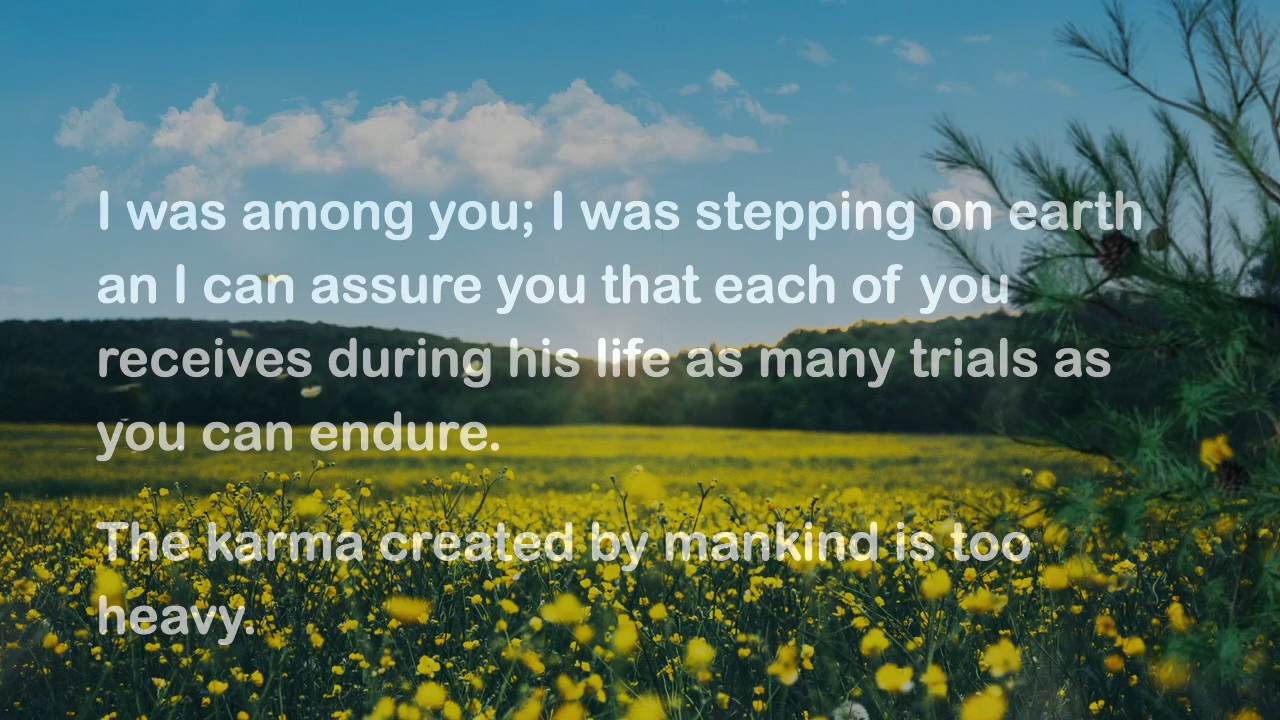 I was among you; I was stepping on earth
an I can assure you that each of you
receives during his life as many trials as
you can endure.
The karma created by mankind is too
heavy.